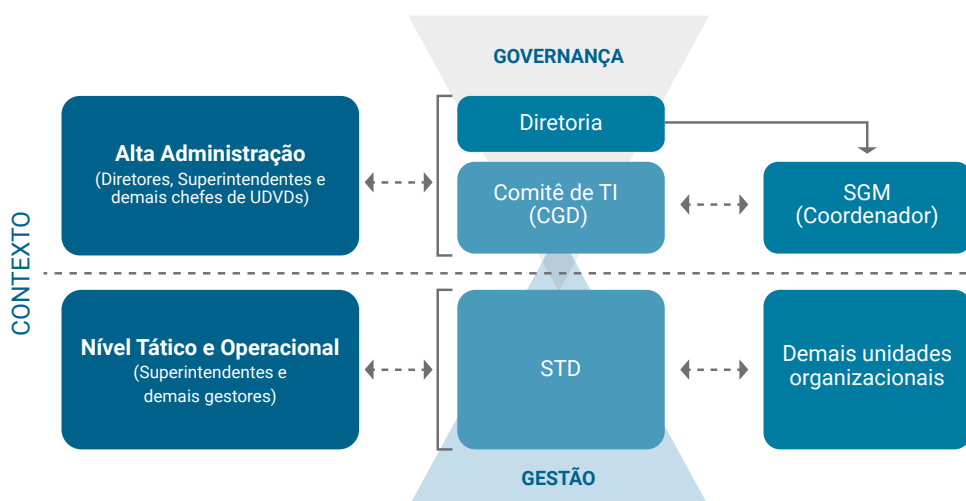 GOVERNANÇA
CONTEXTO
Alta Administração
(Diretores, Superintendentes e
demais chefes de UDVDs)
Diretoria
Comitê de TI
(CGD)
SGM
(Coordenador)
Nível Tático e Operacional
(Superintendentes e
demais gestores)
STD
Demais unidades
organizacionais
GESTÃO